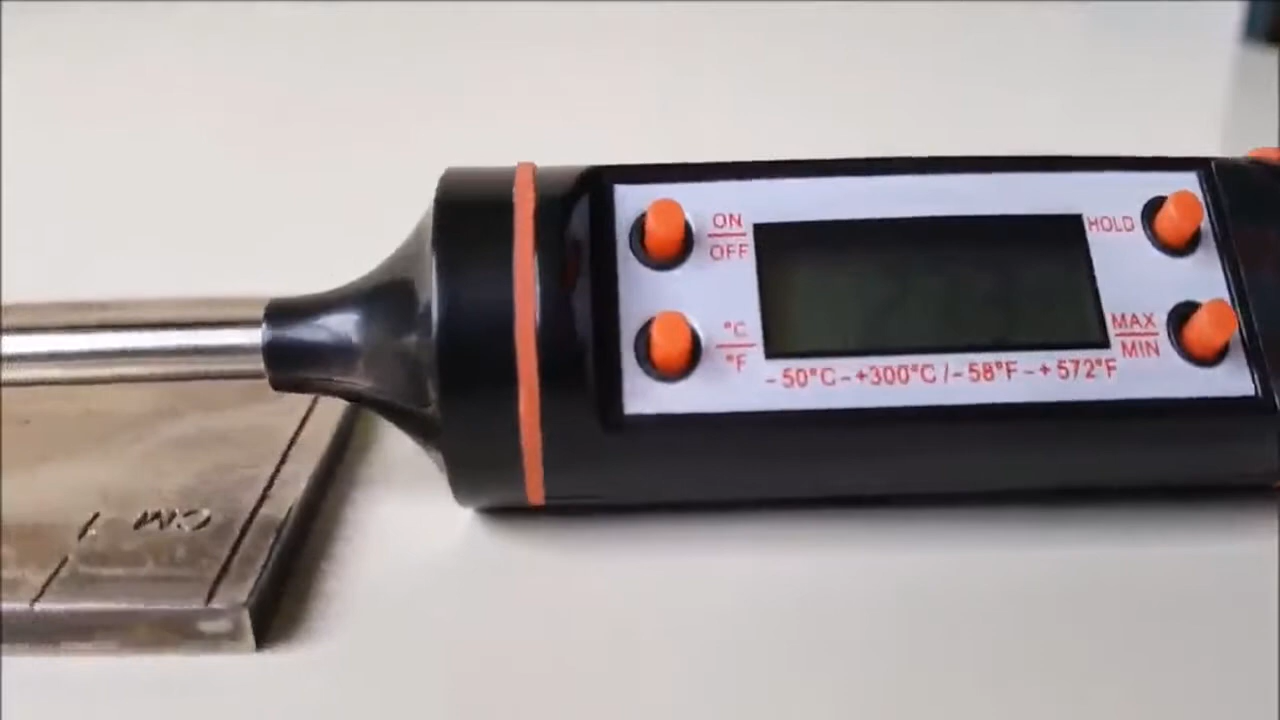 ON
OFF
HOLD
°C
°F
MAX
MIN
-50°C-+300°C/-58°F-+572°F